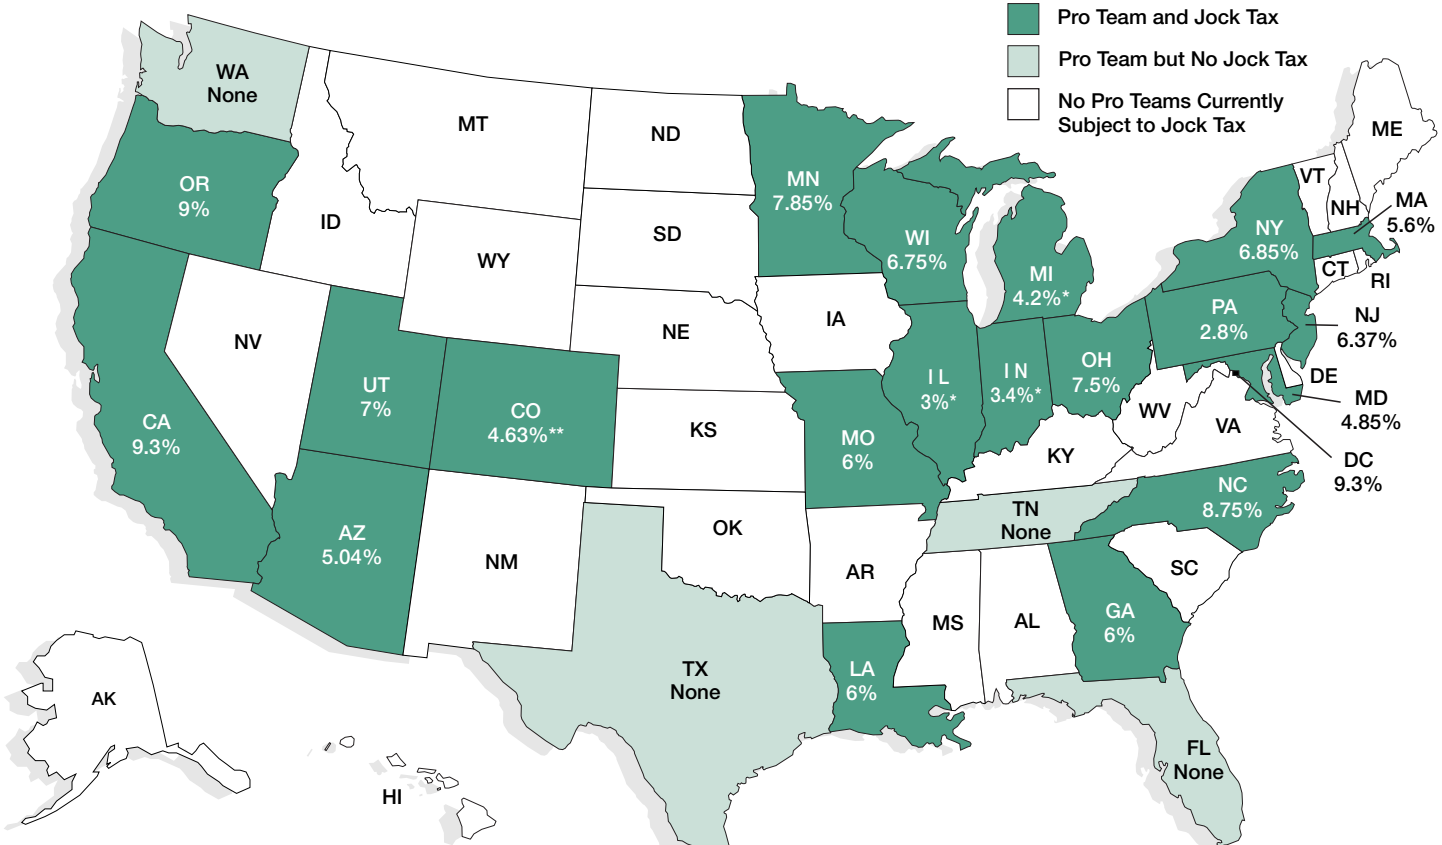 Pro Team and Jock Tax
Pro Team but No Jock Tax
No Pro Teams Currently
Subject to Jock Tax
WA
None
MT
ND
MN
7.85%
ME
OR
9%
ID
VT
NH
MA
5.6%
SD
WI
6.75%
NY
6.85%
WY
MI
4.2%*
CT
RI
NE
IA
PA
2.8%
NJ
6.37%
NV
UT
7%
CO
4.63%**
IL
3%*
IN
3.4%*
OH
7.5%
DE
MD
4.85%
CA
9.3%
KS
MO
6%
WV
VA
KY
DC
9.3%
AZ
5.04%
NM
OK
TN
None
NC
8.75%
AR
SC
MS
AL
GA
6%
TX
None
LA
6%
AK
FL
None
HI